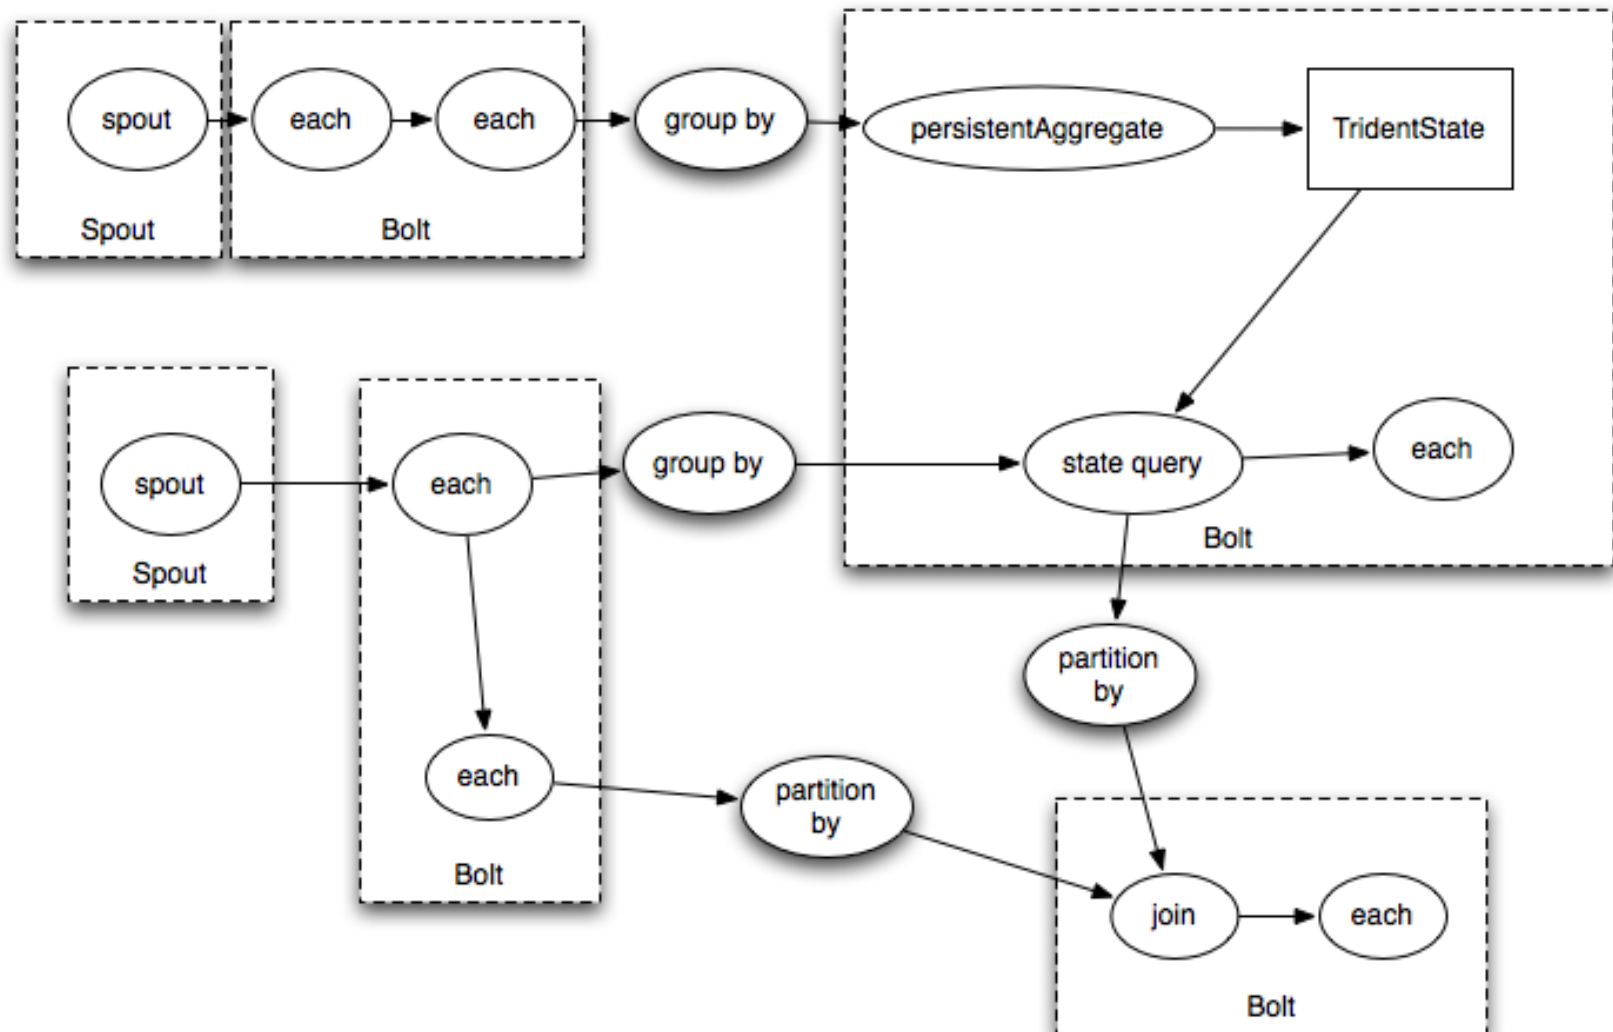 spout
each
each
group by
persistentAggregate
TridentState
Spout
Bolt
spout
each
group by
state query
each
Spout
Bolt
partition
by
each
partition
by
Bolt
join
each
Bolt